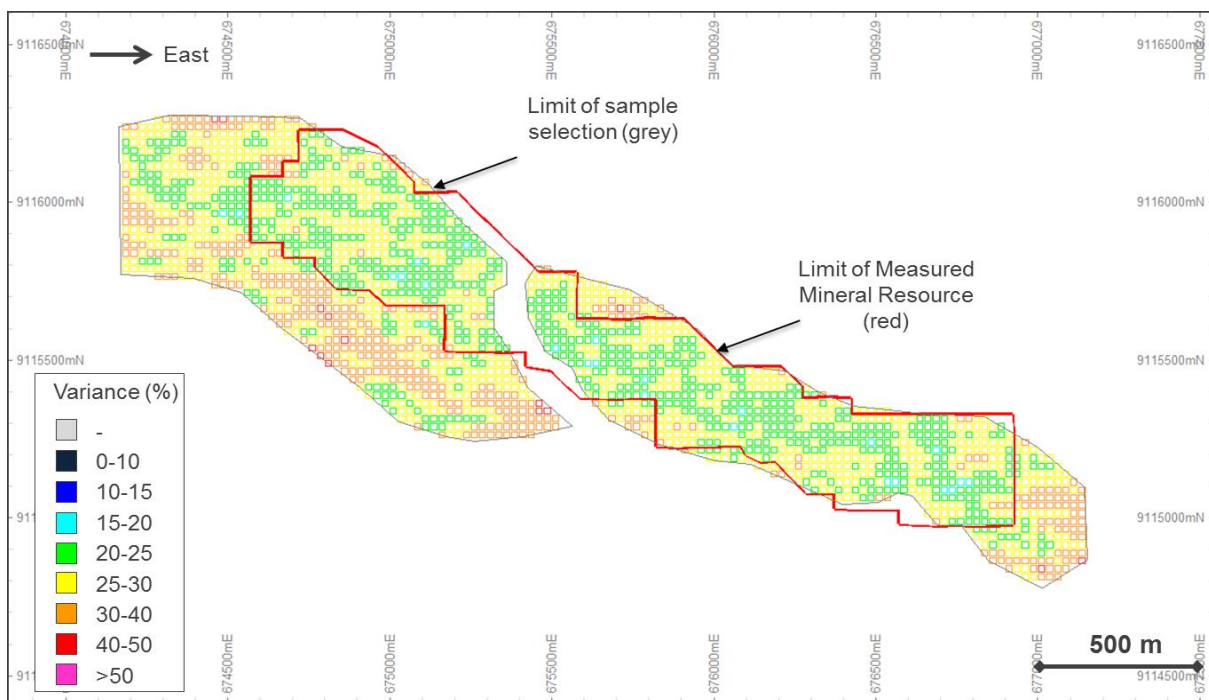 674500mE
675000mE
675500mE
676000mE
676500mE
677000mE
9116500mN
East
9116500mN
Limit of sample
selection (grey)
9116000mN
9116000mN
Limit of Measured
Mineral Resource
(red)
9115500mN
9115500mN
Variance (%)
-
0-10
10-15
15-20
20-25
25-30
30-40
40-50
>50
9115000mN
500 m
9114500mN
674500mE
675000mE
675500mE
676000mE
676500mE